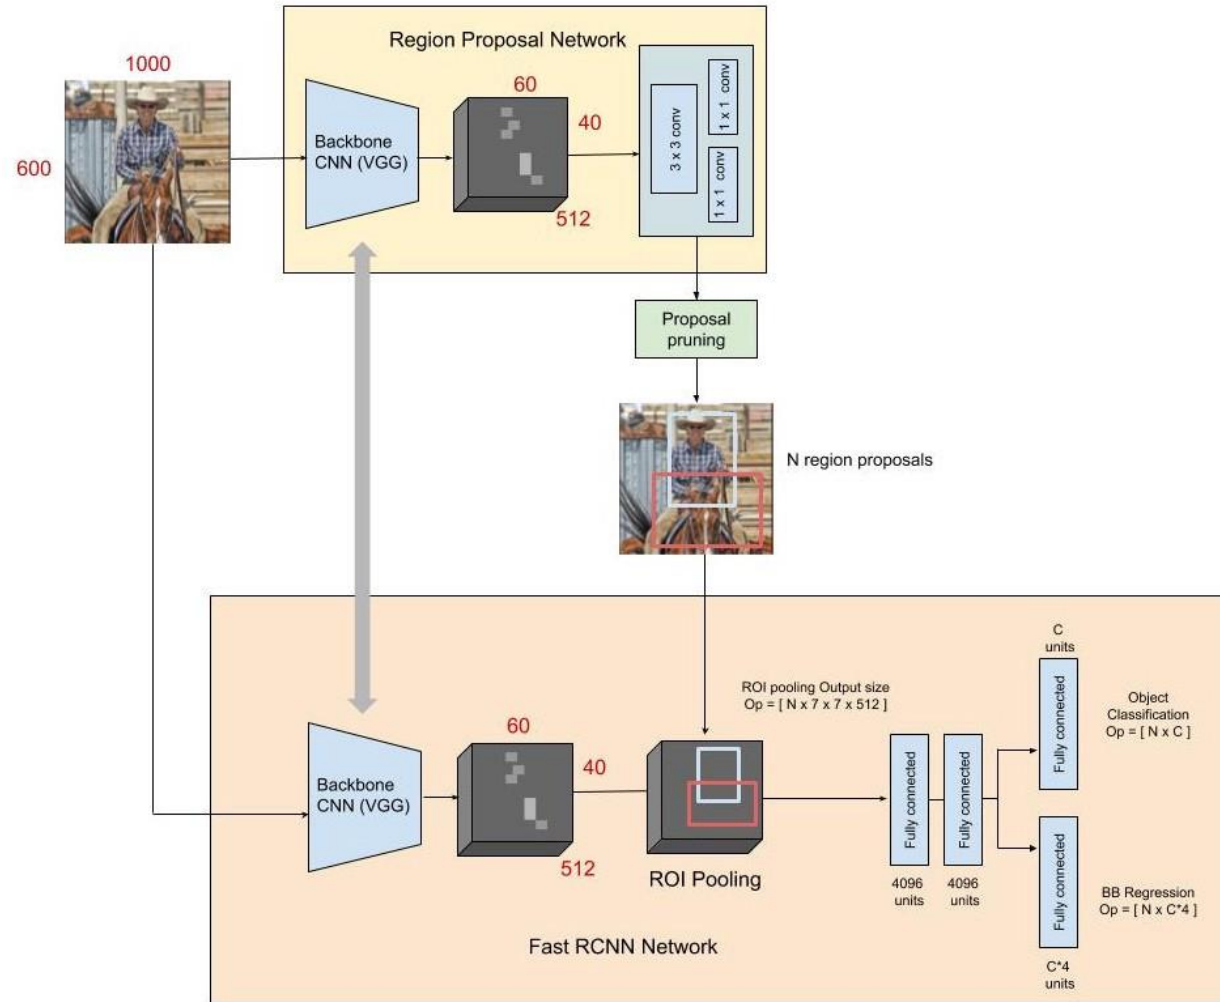 Region Proposal Network
1000
600
Backbone
CNN (VGG)
60
40
512
3 x 3 conv
1 x 1 conv
1 x 1 conv
Proposal
pruning
N region proposals
C
units
ROI pooling Output size
Op = [ N x 7 x 7 x 512 ]
Object
Classification
Op = [ N x C ]
Fully connected
Backbone
CNN (VGG)
60
40
512
ROI Pooling
Fully connected
4096
units
Fully connected
4096
units
Fully connected
BB Regression
Op = [ N x C*4 ]
C*4
units
Fast RCNN Network